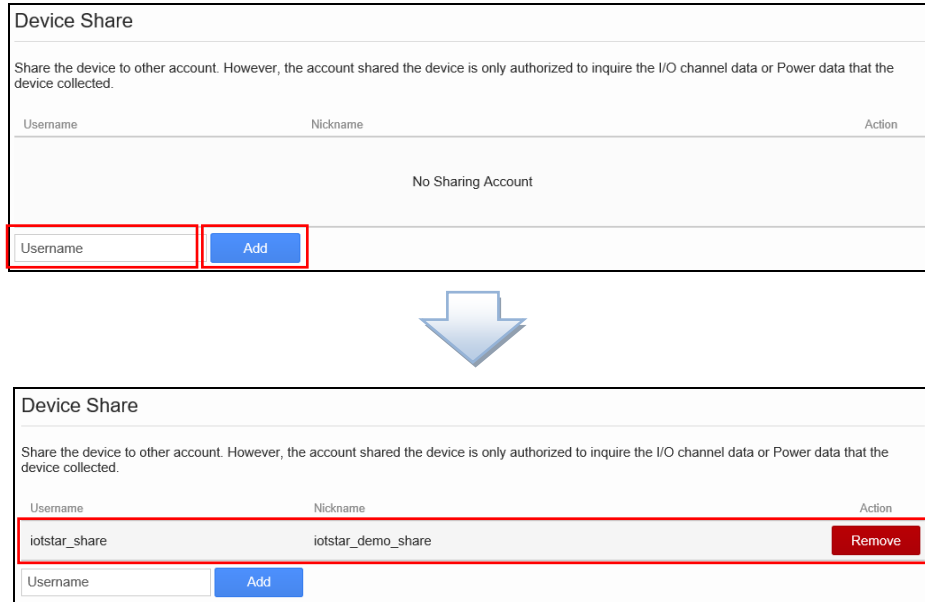 Device Share
Share the device to other account. However, the account shared the device is only authorized to inquire the I/O channel data or Power data that the
device collected.
Username Nickname Action
No Sharing Account
Username Add
Device Share
Share the device to other account. However, the account shared the device is only authorized to inquire the I/O channel data or Power data that the
device collected.
Username Nickname Action
iotstar_share iotstar_demo_share Remove
Username Add